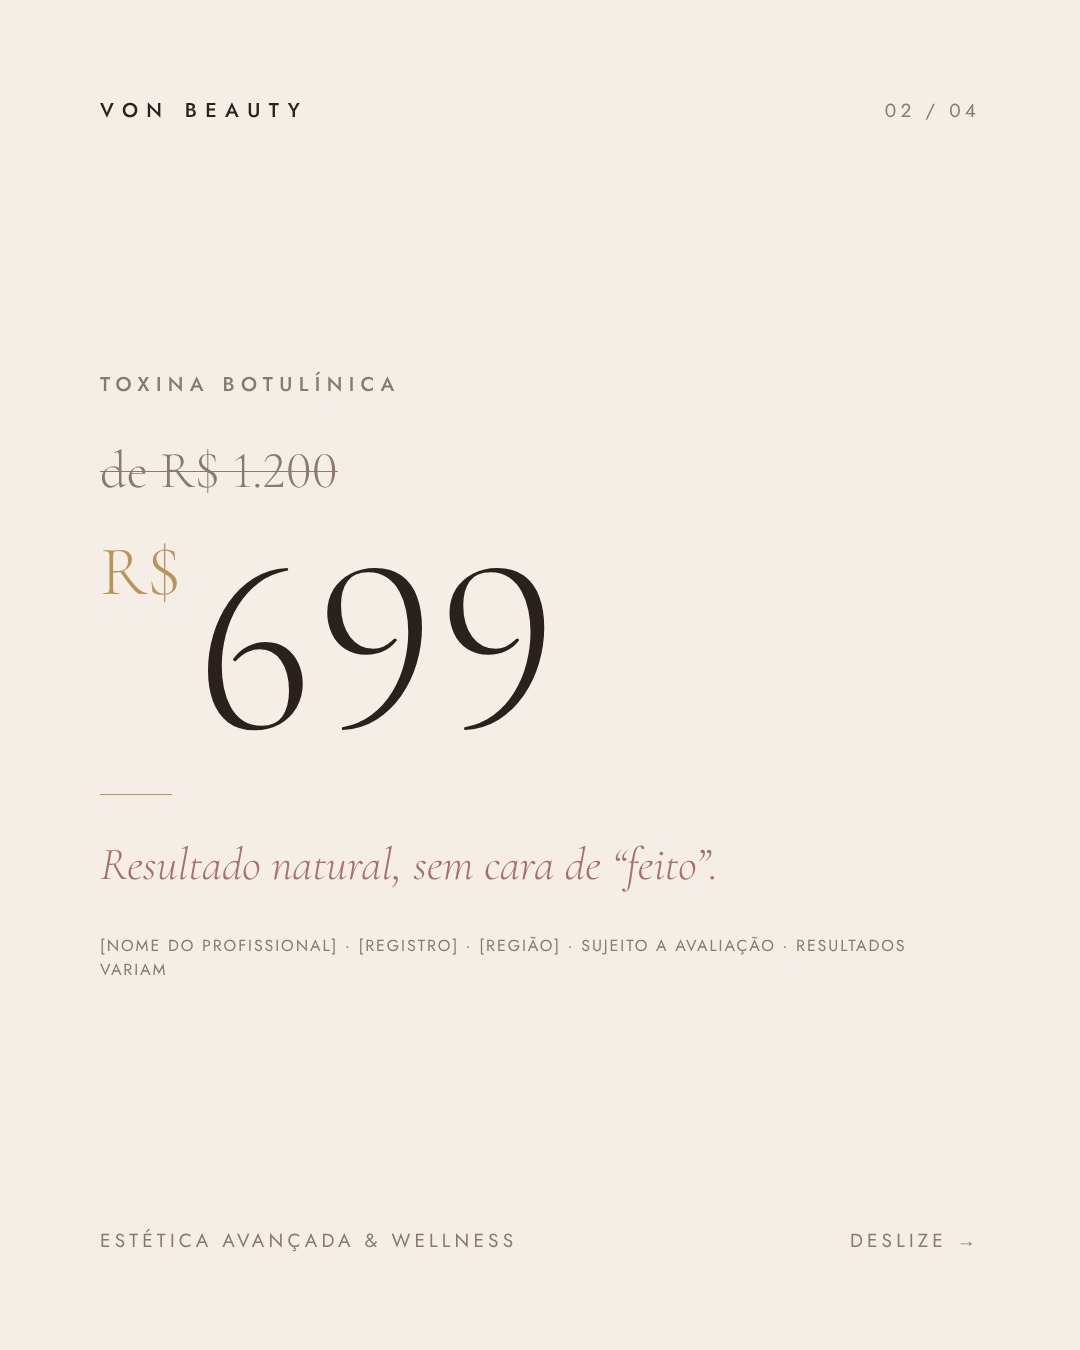 VON BEAUTY
02 / 04
TOXINA BOTULÍNICA
de R$ 1.200
R$ 699
Resultado natural, sem cara de “feito”.
[NOME DO PROFISSIONAL] · [REGISTRO] · [REGIÃO] · SUJEITO A AVALIAÇÃO · RESULTADOS
VARIAM
ESTÉTICA AVANÇADA & WELLNESS
DESLIZE →